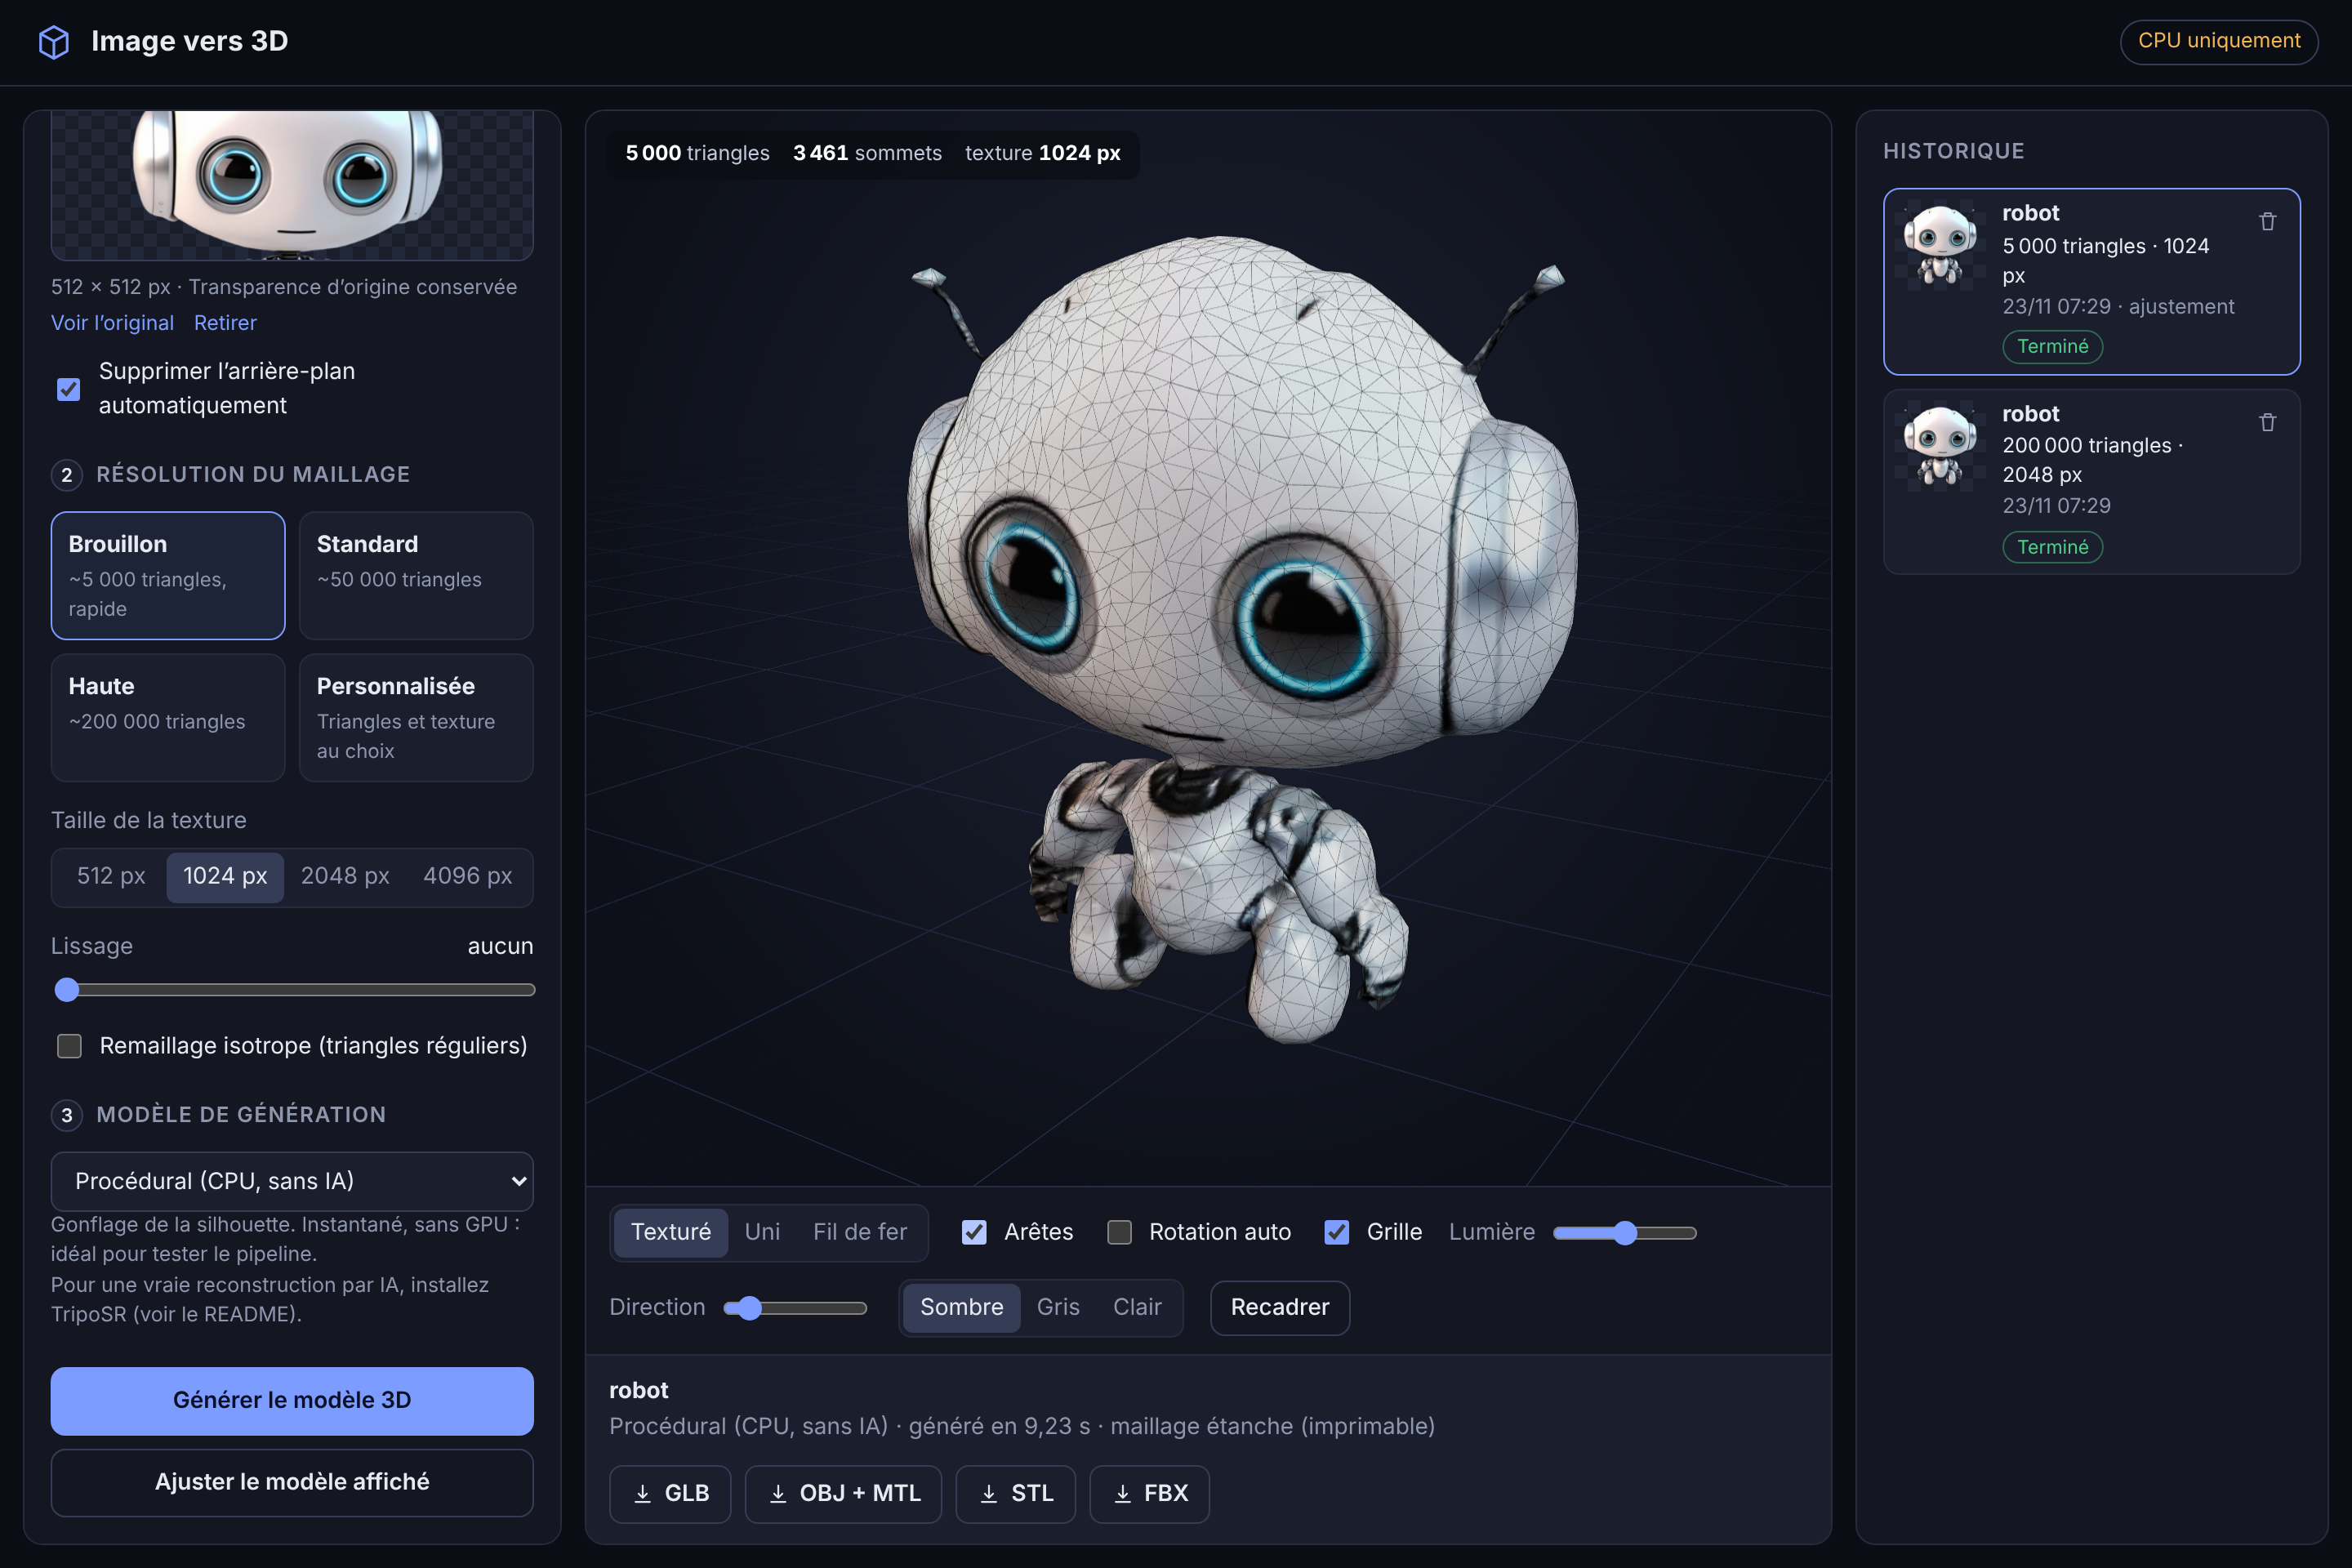 Image vers 3D
CPU uniquement
512 × 512 px · Transparence d’origine conservée
Voir l’original Retirer
Supprimer l’arrière-plan
automatiquement
2 RÉSOLUTION DU MAILLAGE
Brouillon
~5 000 triangles,
rapide
Standard
~50 000 triangles
Haute
~200 000 triangles
Personnalisée
Triangles et texture
au choix
Taille de la texture
512 px 1024 px 2048 px 4096 px
Lissage aucun
Remaillage isotrope (triangles réguliers)
3 MODÈLE DE GÉNÉRATION
Procédural (CPU, sans IA)
Gonflage de la silhouette. Instantané, sans GPU :
idéal pour tester le pipeline.
Pour une vraie reconstruction par IA, installez
TripoSR (voir le README).
Générer le modèle 3D
Ajuster le modèle affiché
5 000 triangles 3 461 sommets texture 1024 px
Texturé Uni Fil de fer Arêtes Rotation auto Grille Lumière
Direction Sombre Gris Clair Recadrer
robot
Procédural (CPU, sans IA) · généré en 9,23 s · maillage étanche (imprimable)
GLB OBJ + MTL STL FBX
HISTORIQUE
robot
5 000 triangles · 1024
px
23/11 07:29 · ajustement
Terminé
robot
200 000 triangles ·
2048 px
23/11 07:29
Terminé